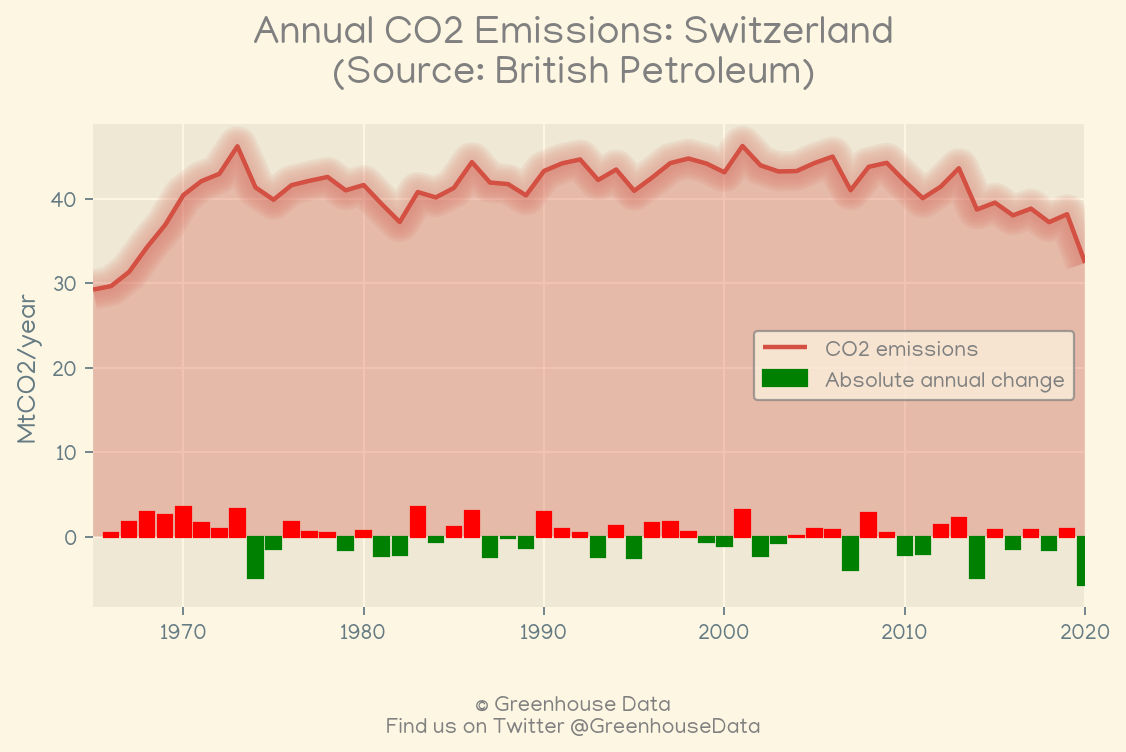 Annual CO2 Emissions: Switzerland
(Source: British Petroleum)
MtCO2/year
40
30
20
10
0
CO2 emissions
Absolute annual change
1970
1980
1990
2000
2010
2020
© Greenhouse Data
Find us on Twitter @GreenhouseData